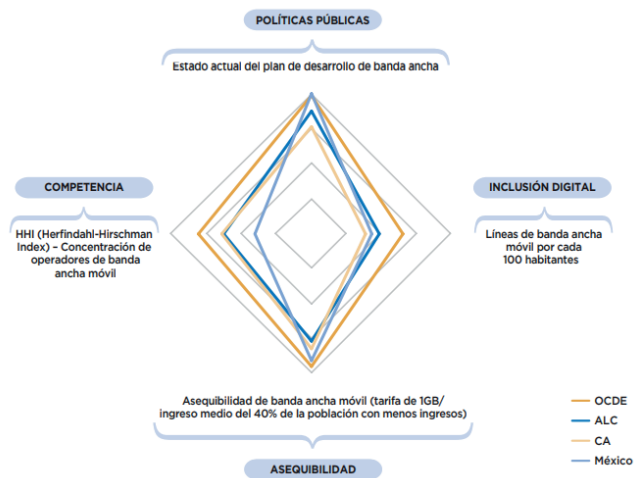 POLÍTICAS PÚBLICAS
Estado actual del plan de desarrollo de banda ancha
COMPETENCIA
HHI (Herfindahl-Hirschman
Index) – Concentración de
operadores de banda
ancha móvil
INCLUSIÓN DIGITAL
Líneas de banda ancha
móvil por cada
100 habitantes
Asequibilidad de banda ancha móvil (tarifa de 1GB/
ingreso medio del 40% de la población con menos ingresos)
ASEQUIBILIDAD
OCDE
ALC
CA
México